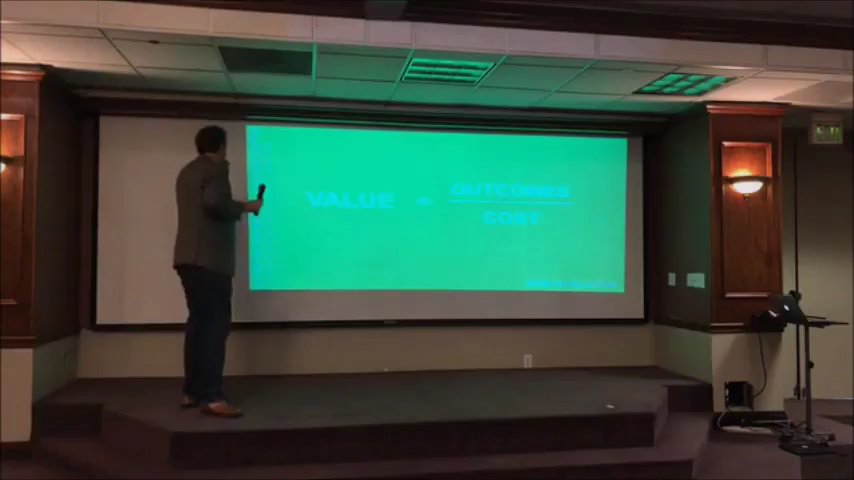 VALUE = OUTCOMES
COST